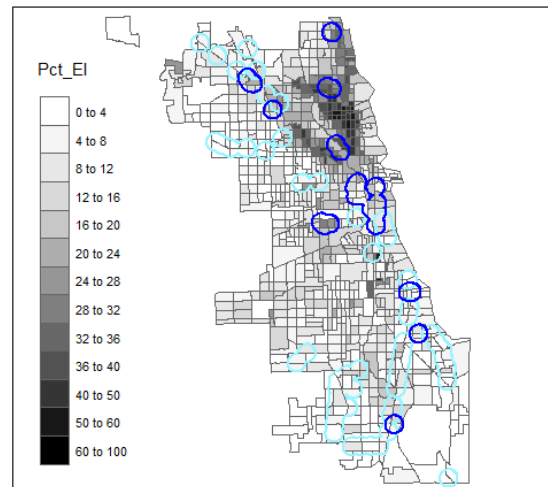 Pct_El
0 to 4
4 to 8
8 to 12
12 to 16
16 to 20
20 to 24
24 to 28
28 to 32
32 to 36
36 to 40
40 to 50
50 to 60
60 to 100